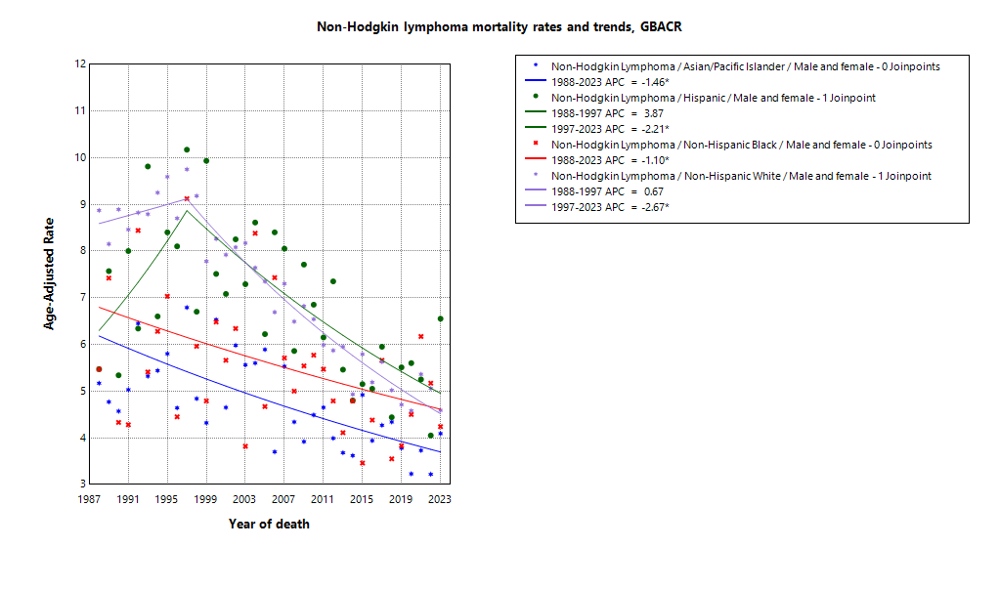 Non-Hodgkin lymphoma mortality rates and trends, GBACR
Non-Hodgkin Lymphoma / Asian/Pacific Islander / Male and female - 0 Joinpoints
1988-2023 APC = -1.46*
Non-Hodgkin Lymphoma / Hispanic / Male and female - 1 Joinpoint
1988-1997 APC = 3.87
1997-2023 APC = -2.21*
Non-Hodgkin Lymphoma / Non-Hispanic Black / Male and female - 0 Joinpoints
1988-2023 APC = -1.10*
Non-Hodgkin Lymphoma / Non-Hispanic White / Male and female - 1 Joinpoint
1988-1997 APC = 0.67
1997-2023 APC = -2.67*
Age-Adjusted Rate
12
11
10
9
8
7
6
5
4
3
1987 1991 1995 1999 2003 2007 2011 2015 2019 2023
Year of death